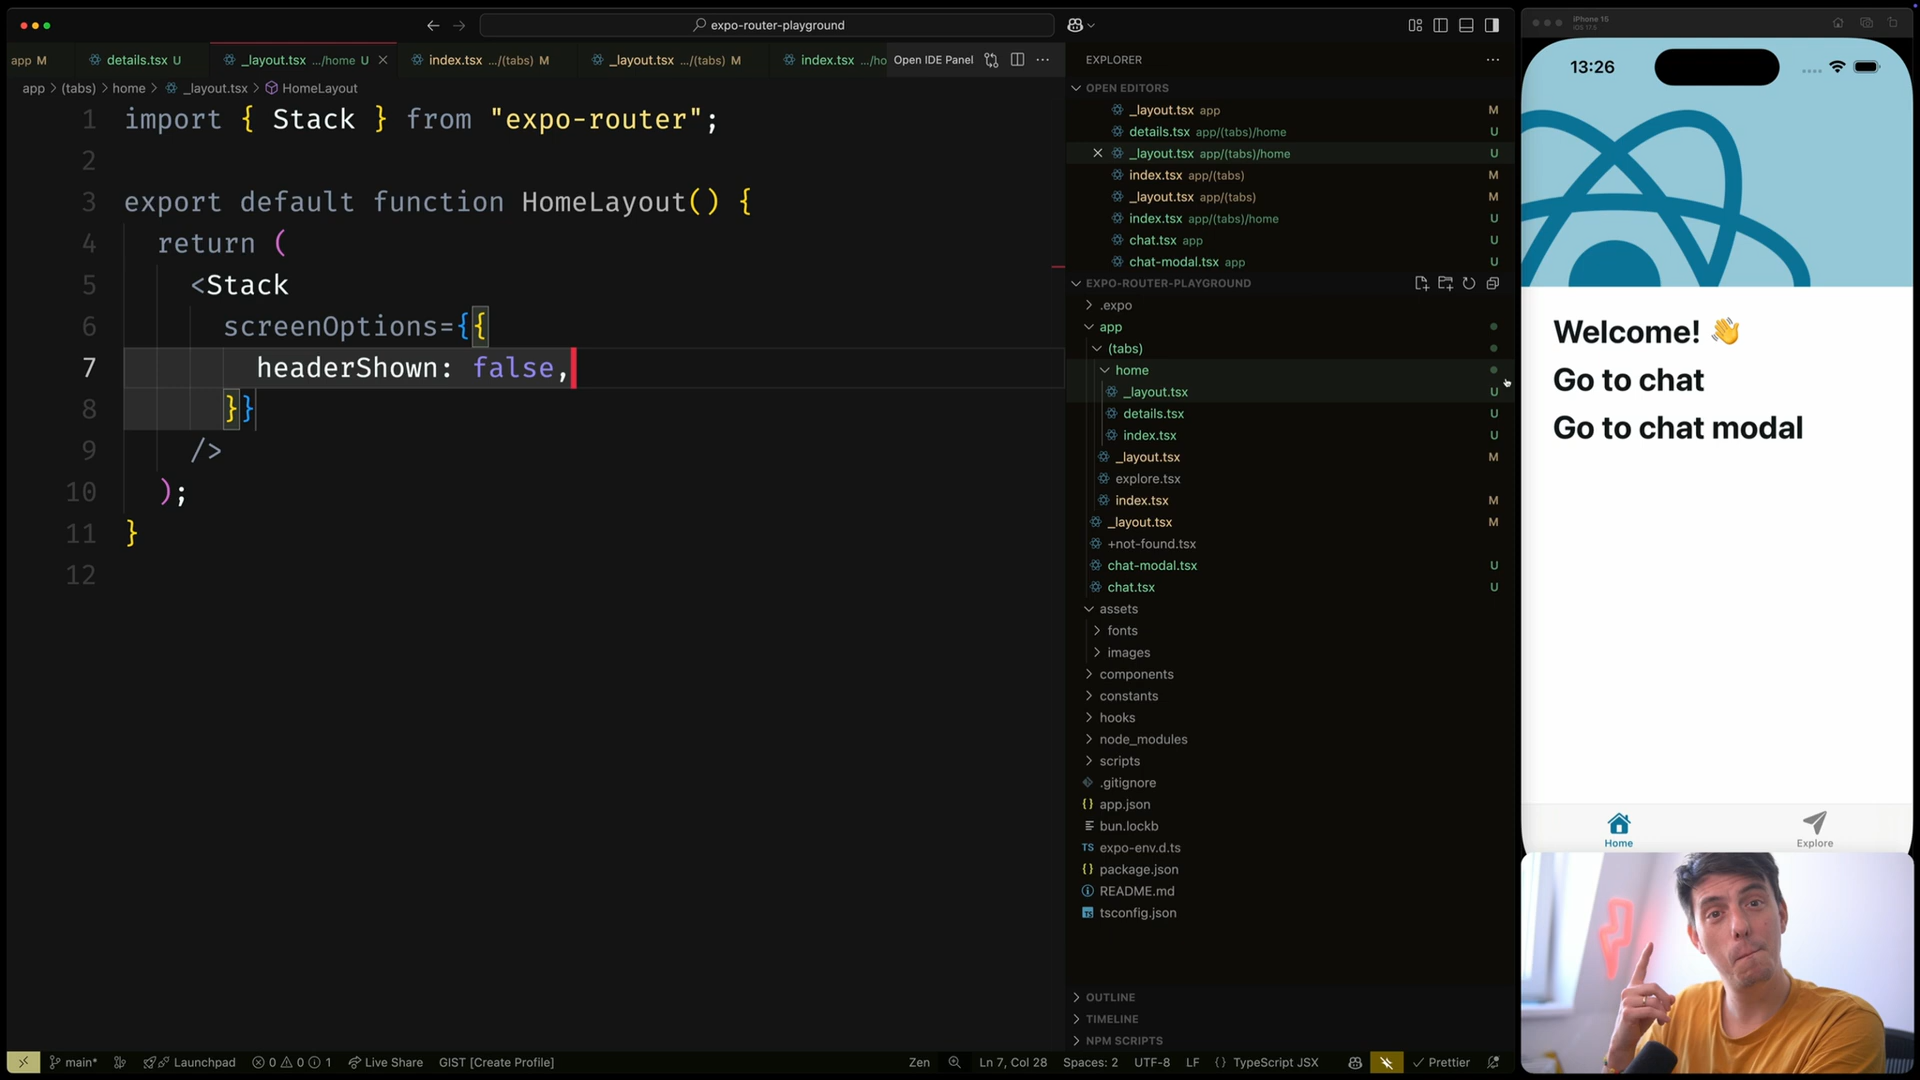 expo-router-playground
app M
details.tsx U
_layout.tsx .../home U
index.tsx .../(tabs) M
_layout.tsx .../(tabs) M
index.tsx .../ho
Open IDE Panel
app > (tabs) > home > _layout.tsx > HomeLayout
1 import { Stack } from "expo-router";
2
3 export default function HomeLayout() {
4 return (
5 <Stack
6 screenOptions={{
7 headerShown: false,
8 }}
9 />
10 );
11 }
12
EXPLORER
OPEN EDITORS
_layout.tsx app M
details.tsx app/(tabs)/home U
_layout.tsx app/(tabs)/home U
index.tsx app/(tabs) M
_layout.tsx app/(tabs) M
index.tsx app/(tabs)/home U
chat.tsx app U
chat-modal.tsx app U
EXPO-ROUTER-PLAYGROUND
.expo
app
(tabs)
home
_layout.tsx U
details.tsx U
index.tsx U
_layout.tsx M
explore.tsx
index.tsx M
_layout.tsx M
+not-found.tsx
chat-modal.tsx U
chat.tsx U
assets
fonts
images
components
constants
hooks
node_modules
scripts
.gitignore
app.json
bun.lockb
TS expo-env.d.ts
package.json
README.md
tsconfig.json
OUTLINE
TIMELINE
NPM SCRIPTS
iPhone 15
iOS 17.5
13:26
Welcome! 👋
Go to chat
Go to chat modal
Home
Explore
main* Launchpad 0 0 1 Live Share GIST [Create Profile]
Zen Ln 7, Col 28 Spaces: 2 UTF-8 LF {} TypeScript JSX Prettier